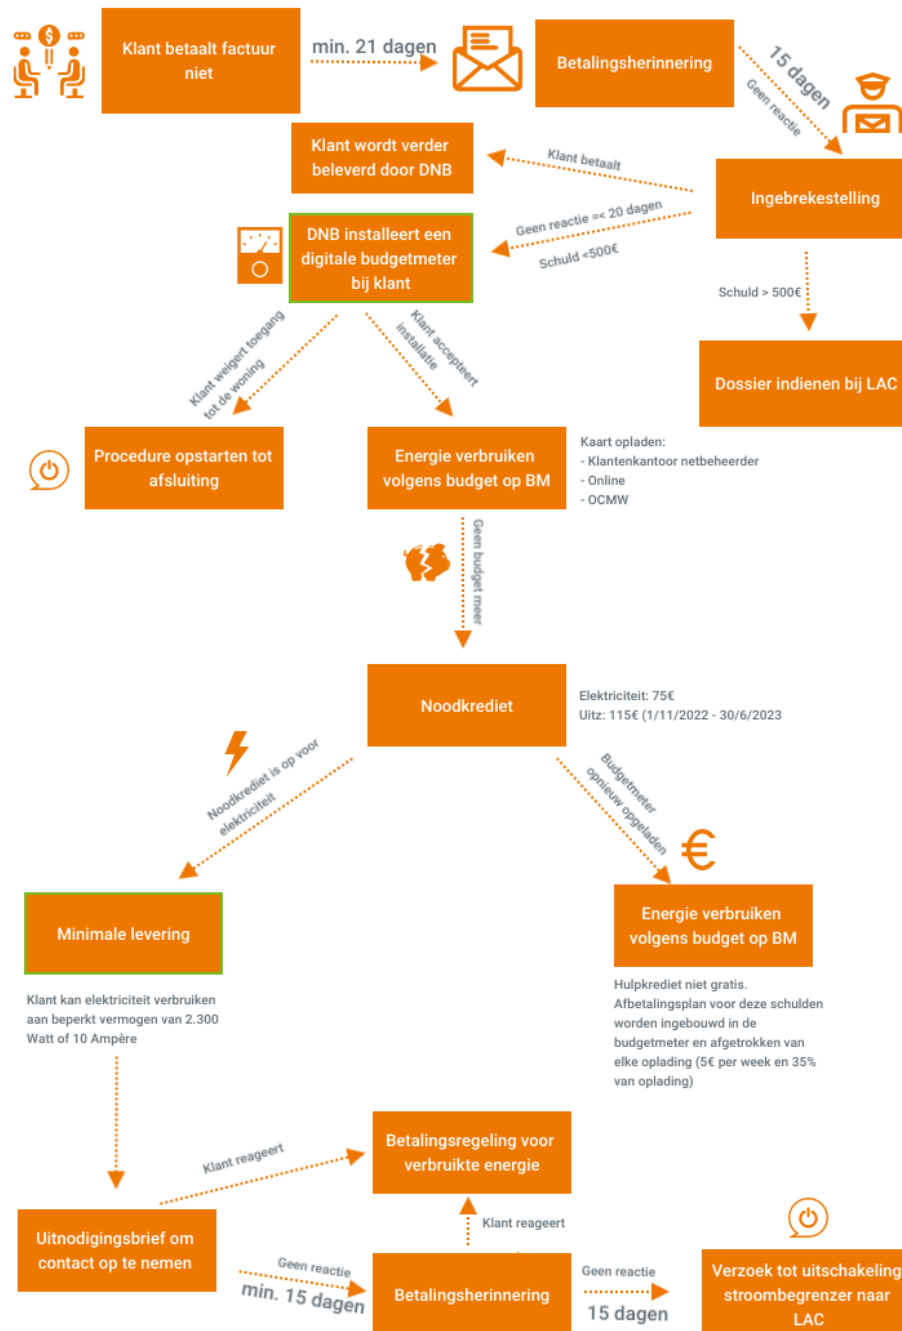 Klant betaalt factuur
niet
min. 21 dagen
Betalingsherinnering
15 dagen
Geen reactie
Klant wordt verder
beleverd door DNB
Klant betaalt
Ingebrekestelling
Geen reactie =< 20 dagen
Schuld <500€
DNB installeert een
digitale budgetmeter
bij klant
Schuld > 500€
Dossier indienen bij LAC
Klant weigert toegang
tot de woning
Klant accepteert
installatie
Procedure opstarten tot
afsluiting
Energie verbruiken
volgens budget op BM
Kaart opladen:
- Klantenkantoor netbeheerder
- Online
- OCMW
Geen budget meer
Noodkrediet
Elektriciteit: 75€
Uitz: 115€ (1/11/2022 - 30/6/2023
Noodkrediet is op voor
elektriciteit
Budgetmeter
opnieuw opgeladen
€
Minimale levering
Klant kan elektriciteit verbruiken
aan beperkt vermogen van 2.300
Watt of 10 Ampère
Energie verbruiken
volgens budget op BM
Hulpkrediet niet gratis.
Afbetalingsplan voor deze schulden
worden ingebouwd in de
budgetmeter en afgetrokken van
elke oplading (5€ per week en 35%
van oplading)
Klant reageert
Betalingsregeling voor
verbruikte energie
Klant reageert
Uitnodigingsbrief om
contact op te nemen
Geen reactie
min. 15 dagen
Betalingsherinnering
Geen reactie
15 dagen
Verzoek tot uitschakeling
stroombegrenzer naar
LAC